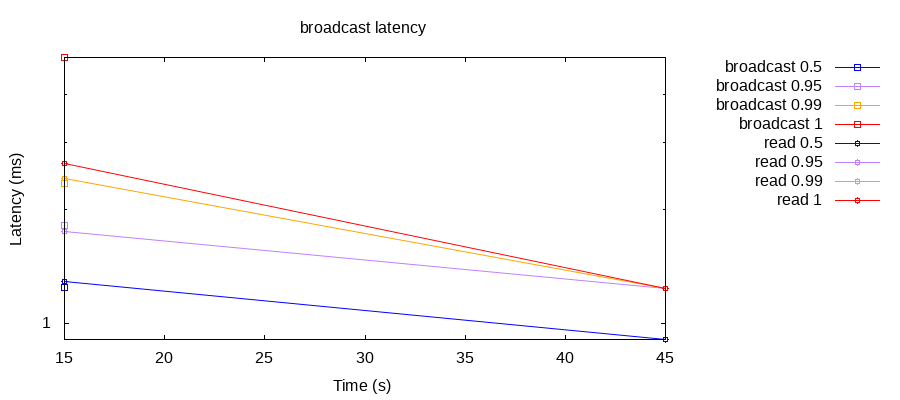 broadcast latency
broadcast 0.5
broadcast 0.95
broadcast 0.99
broadcast 1
read 0.5
read 0.95
read 0.99
read 1
Latency (ms)
1
15 20 25 30 35 40 45
Time (s)